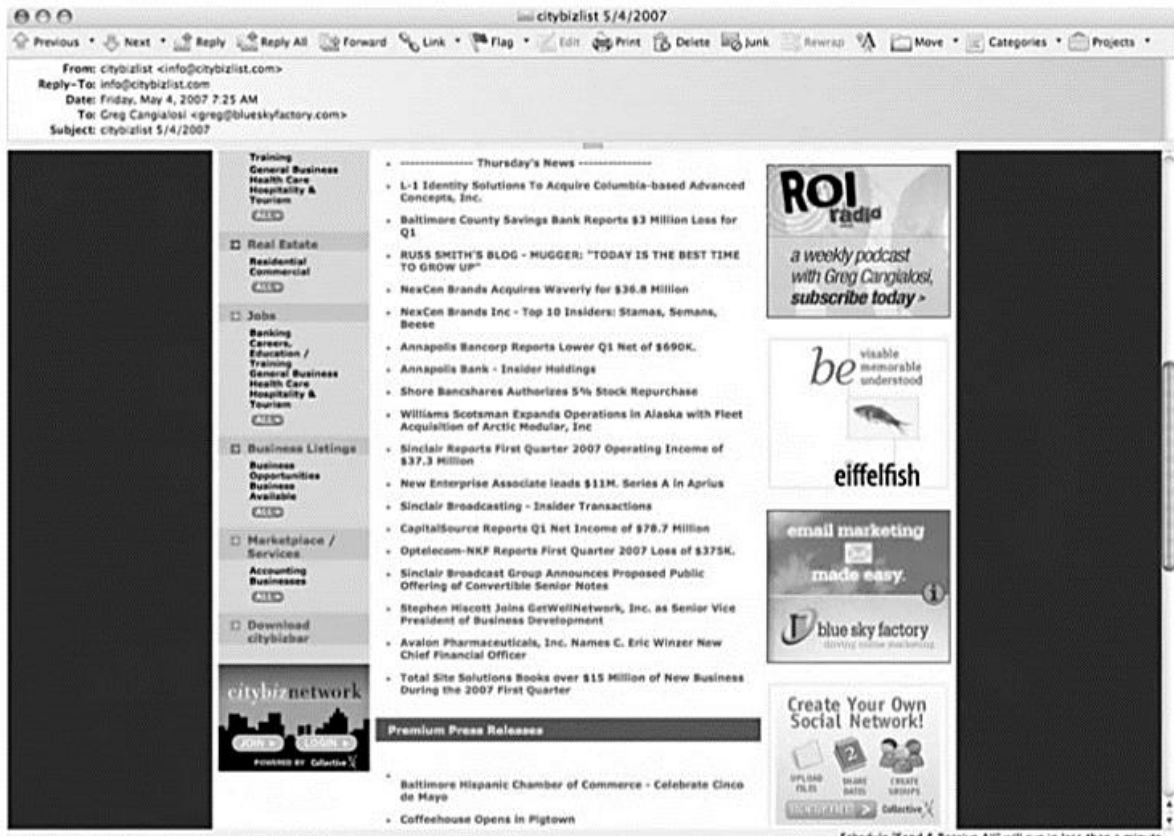 citybizlist 5/4/2007
Previous Next Reply Reply All Forward Link Flag Edit Print Delete Junk Rewrap Move Categories Projects
From: citybizlist <info@citybizlist.com>
Reply-To: info@citybizlist.com
Date: Friday, May 4, 2007 7:25 AM
To: Greg Cangialosi <greg@blueskyfactory.com>
Subject: citybizlist 5/4/2007
Training
General Business
Health Care
Hospitality &
Tourism
ALL
Real Estate
Residential
Commercial
ALL
Jobs
Banking
Careers,
Education /
Training
General Business
Health Care
Hospitality &
Tourism
ALL
Business Listings
Business
Opportunities
Business
Available
ALL
Marketplace /
Services
Accounting
Businesses
ALL
Download
citybizbar
citybiznetwork
JOIN LOGIN
POWERED BY Collective X
--------------- Thursday's News ---------------
L-1 Identity Solutions To Acquire Columbia-based Advanced
Concepts, Inc.
Baltimore County Savings Bank Reports $3 Million Loss for
Q1
RUSS SMITH'S BLOG - MUGGER: "TODAY IS THE BEST TIME
TO GROW UP"
NexCen Brands Acquires Waverly for $36.8 Million
NexCen Brands Inc - Top 10 Insiders: Stamas, Semans,
Beese
Annapolis Bancorp Reports Lower Q1 Net of $690K.
Annapolis Bank - Insider Holdings
Shore Bancshares Authorizes 5% Stock Repurchase
Williams Scotsman Expands Operations in Alaska with Fleet
Acquisition of Arctic Modular, Inc
Sinclair Reports First Quarter 2007 Operating Income of
$37.3 Million
New Enterprise Associate leads $11M. Series A in Aprius
Sinclair Broadcasting - Insider Transactions
CapitalSource Reports Q1 Net Income of $78.7 Million
Optelecom-NKF Reports First Quarter 2007 Loss of $375K.
Sinclair Broadcast Group Announces Proposed Public
Offering of Convertible Senior Notes
Stephen Hiscott Joins GetWellNetwork, Inc. as Senior Vice
President of Business Development
Avalon Pharmaceuticals, Inc. Names C. Eric Winzer New
Chief Financial Officer
Total Site Solutions Books over $15 Million of New Business
During the 2007 First Quarter
Premium Press Releases
Baltimore Hispanic Chamber of Commerce - Celebrate Cinco
de Mayo
Coffeehouse Opens in Pigtown
ROI
radio
a weekly podcast
with Greg Cangialosi,
subscribe today >
be visable
memorable
understood
eiffelfish
email marketing
made easy.
blue sky factory
driving online marketing
Create Your Own
Social Network!
UPLOAD
FILES
2
SHARE
DATES
CREATE
GROUPS
Collective X